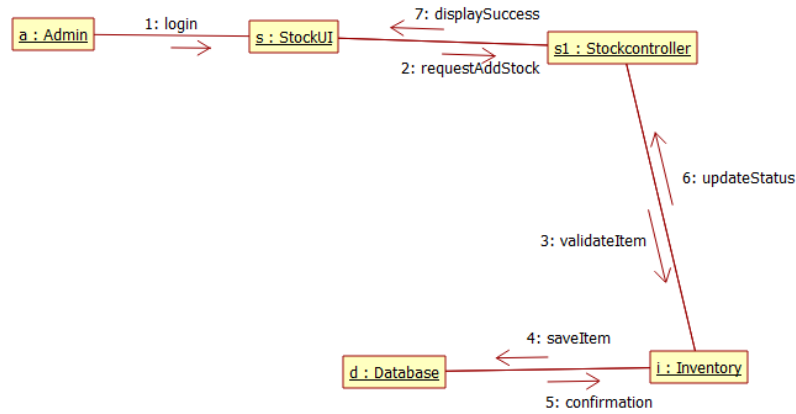 7: displaySuccess
1: login
a : Admin
s : StockUI
s1 : Stockcontroller
2: requestAddStock
6: updateStatus
3: validateItem
4: saveItem
d : Database
i : Inventory
5: confirmation